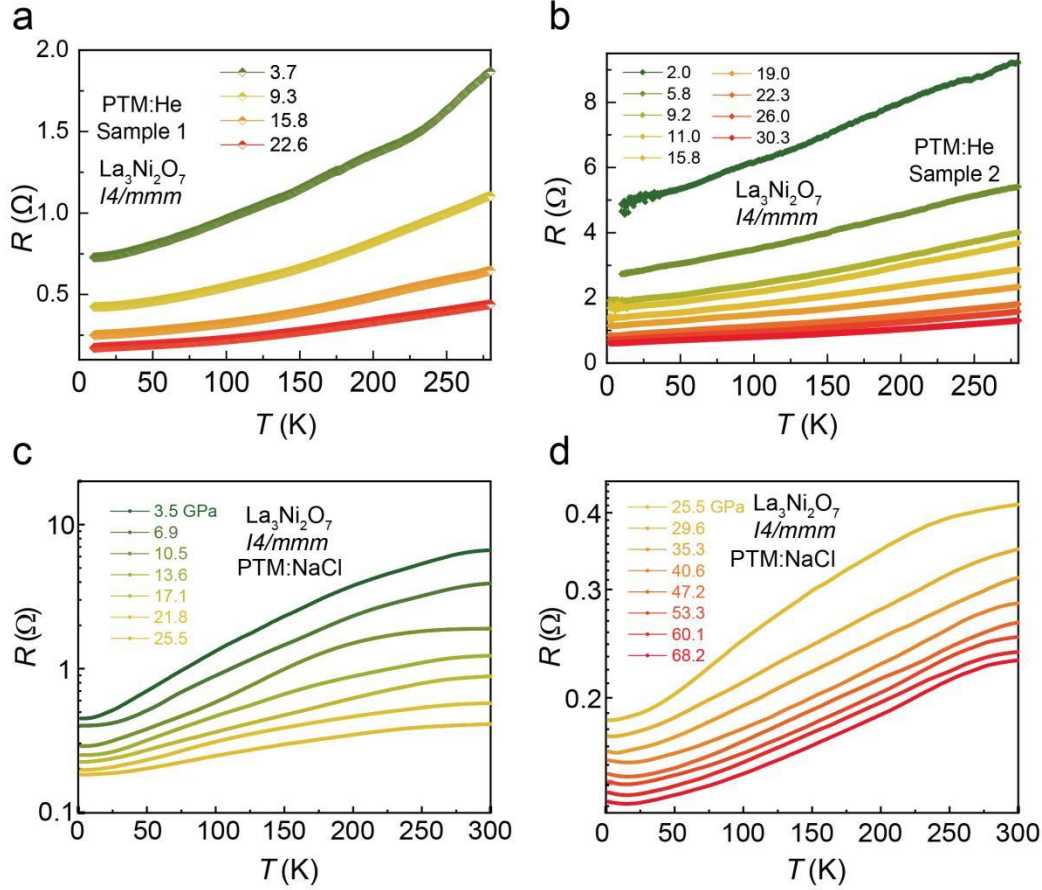 a
2.0
1.5
1.0
0.5
R (Ω)
PTM:He
Sample 1
La₃Ni₂O₇
I4/mmm
3.7
9.3
15.8
22.6
0 50 100 150 200 250
T (K)
b
8
6
4
2
0
R (Ω)
2.0
5.8
9.2
11.0
15.8
19.0
22.3
26.0
30.3
PTM:He
Sample 2
La₃Ni₂O₇
I4/mmm
0 50 100 150 200 250
T (K)
c
10
1
0.1
R (Ω)
3.5 GPa
6.9
10.5
13.6
17.1
21.8
25.5
La₃Ni₂O₇
I4/mmm
PTM:NaCl
0 50 100 150 200 250 300
T (K)
d
0.4
0.3
0.2
R (Ω)
25.5 GPa
29.6
35.3
40.6
47.2
53.3
60.1
68.2
La₃Ni₂O₇
I4/mmm
PTM:NaCl
0 50 100 150 200 250 300
T (K)